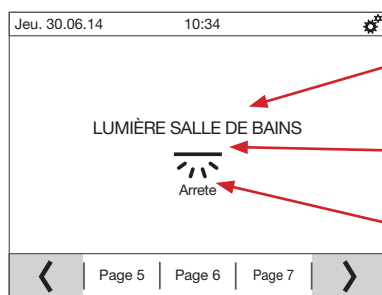 Jeu. 30.06.14 10:34
LUMIÈRE SALLE DE BAINS
Arrete
Page 5 Page 6 Page 7